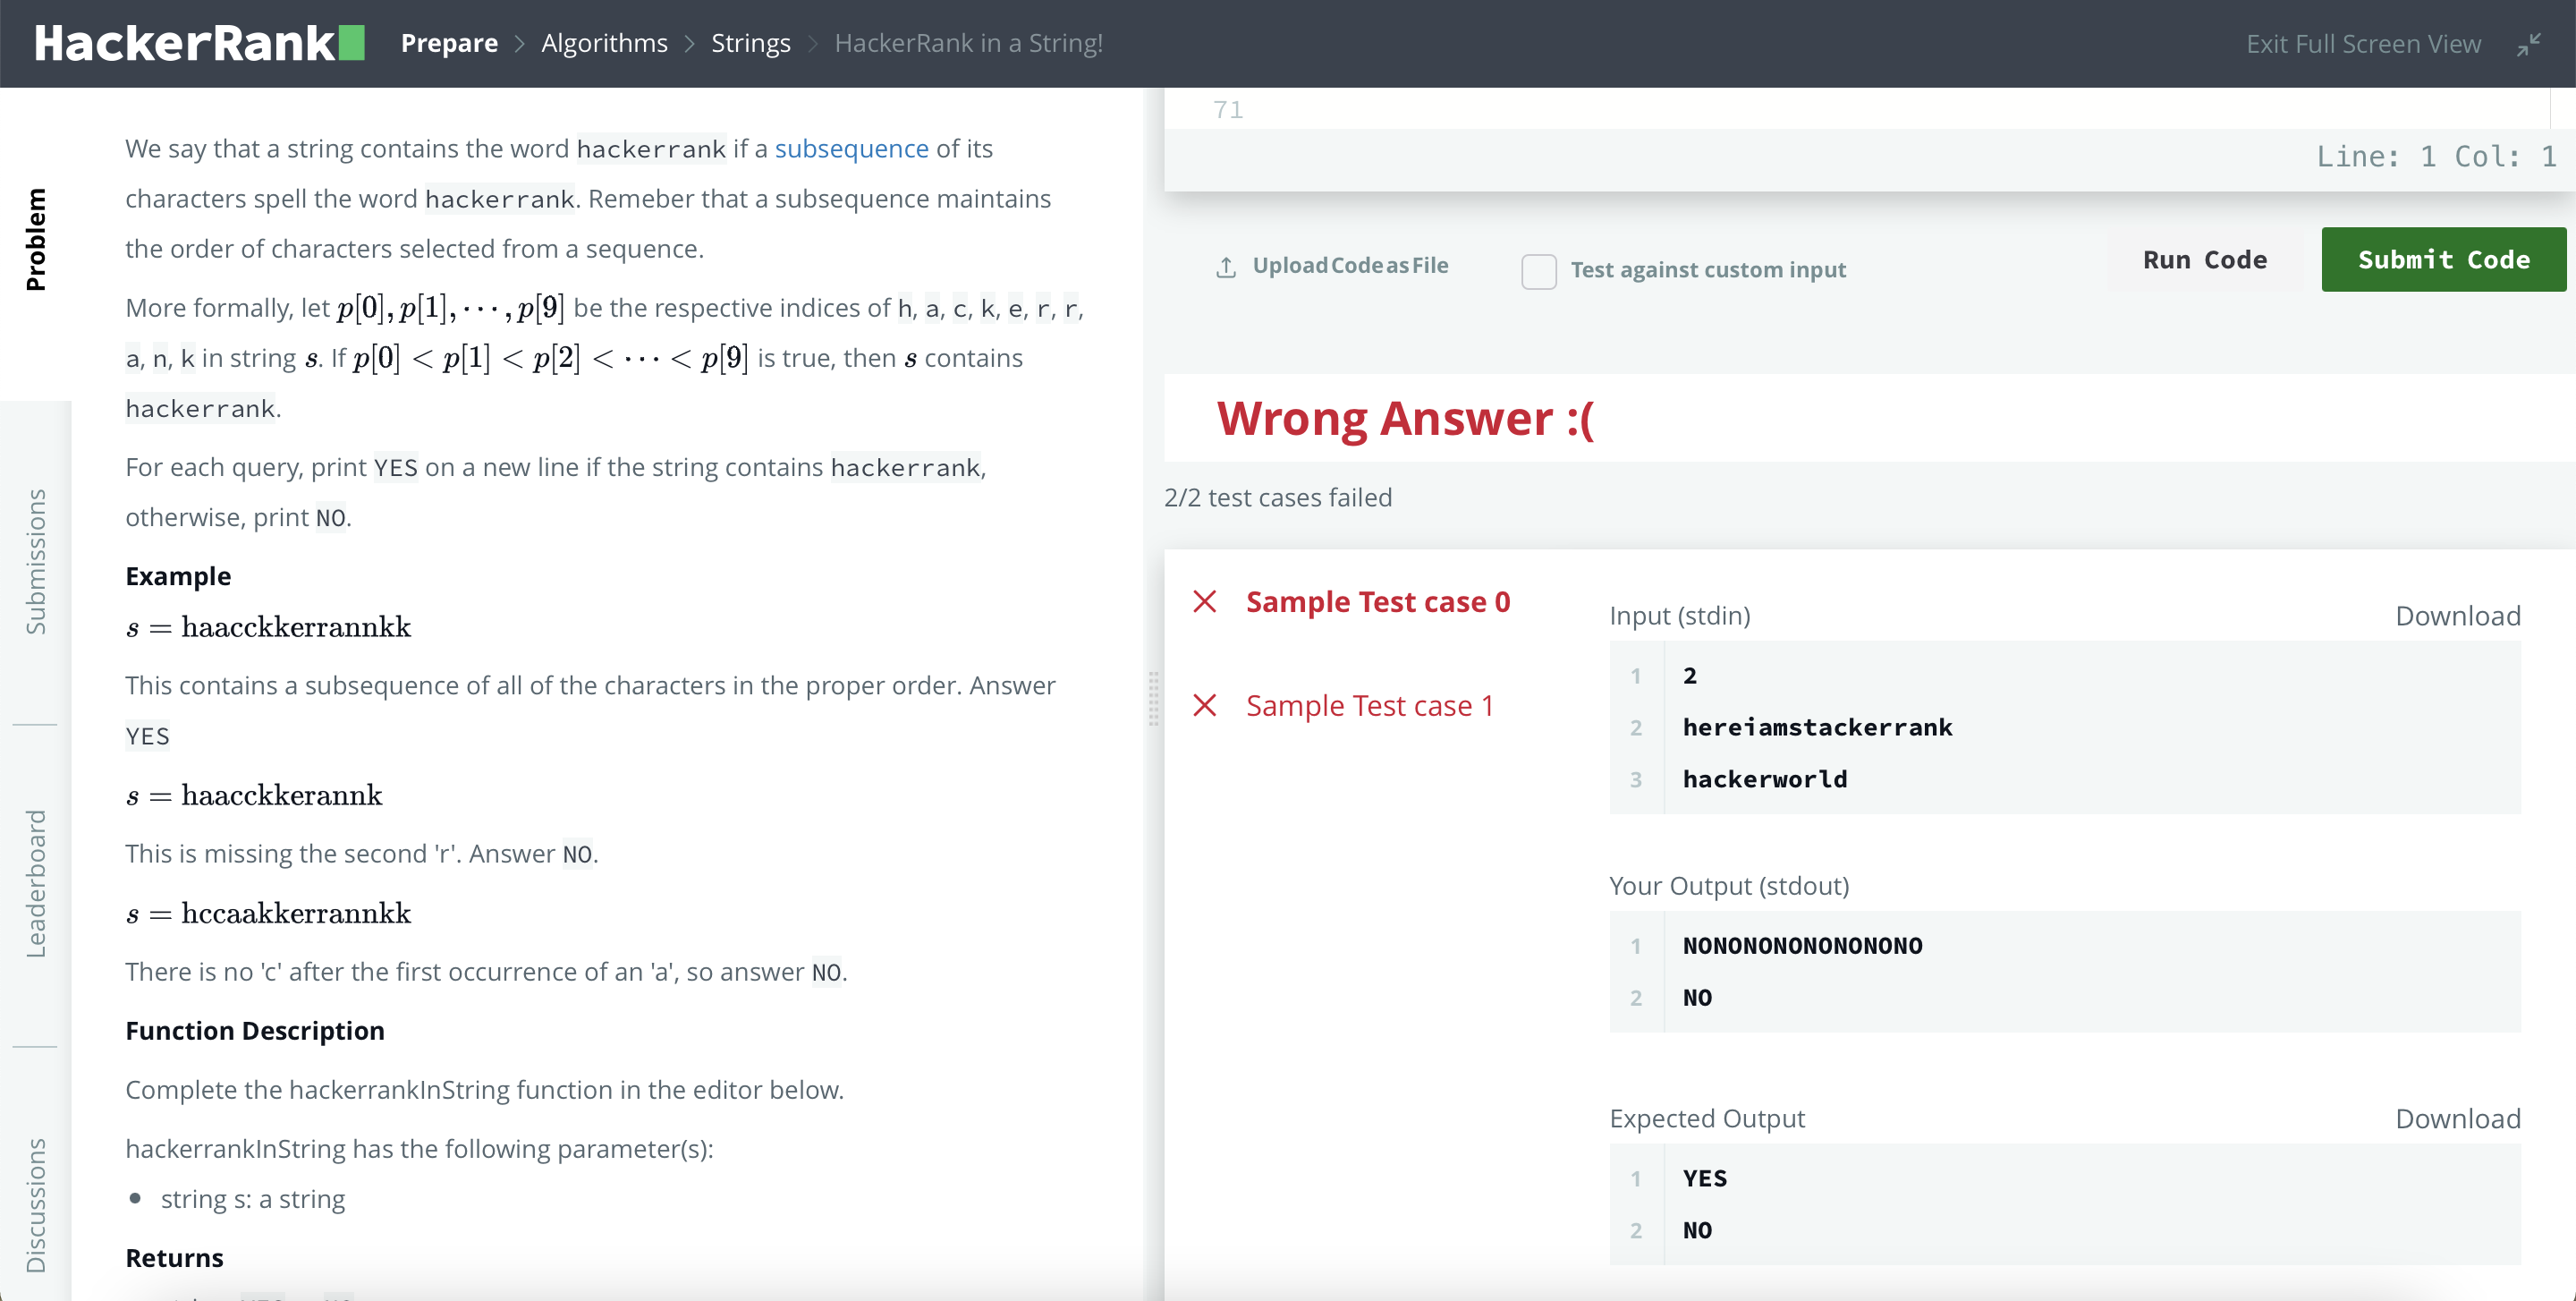 HackerRank
Prepare > Algorithms > Strings > HackerRank in a String!
Exit Full Screen View
Problem
Submissions
Leaderboard
Discussions
We say that a string contains the word hackerrank if a subsequence of its
characters spell the word hackerrank. Remeber that a subsequence maintains
the order of characters selected from a sequence.
More formally, let p[0], p[1], ⋯, p[9] be the respective indices of h, a, c, k, e, r, r,
a, n, k in string s. If p[0] < p[1] < p[2] < ⋯ < p[9] is true, then s contains
hackerrank.
For each query, print YES on a new line if the string contains hackerrank,
otherwise, print NO.
Example
s = haacckkerrannkk
This contains a subsequence of all of the characters in the proper order. Answer
YES
s = haacckkerannk
This is missing the second 'r'. Answer NO.
s = hccaakkerrannkk
There is no 'c' after the first occurrence of an 'a', so answer NO.
Function Description
Complete the hackerrankInString function in the editor below.
hackerrankInString has the following parameter(s):
• string s: a string
Returns
71
Line: 1 Col: 1
Upload Code as File
Test against custom input
Run Code
Submit Code
Wrong Answer :(
2/2 test cases failed
Sample Test case 0
Sample Test case 1
Input (stdin)
Download
1 2
2 hereiamstackerrank
3 hackerworld
Your Output (stdout)
1 NONONONONONONONO
2 NO
Expected Output
Download
1 YES
2 NO